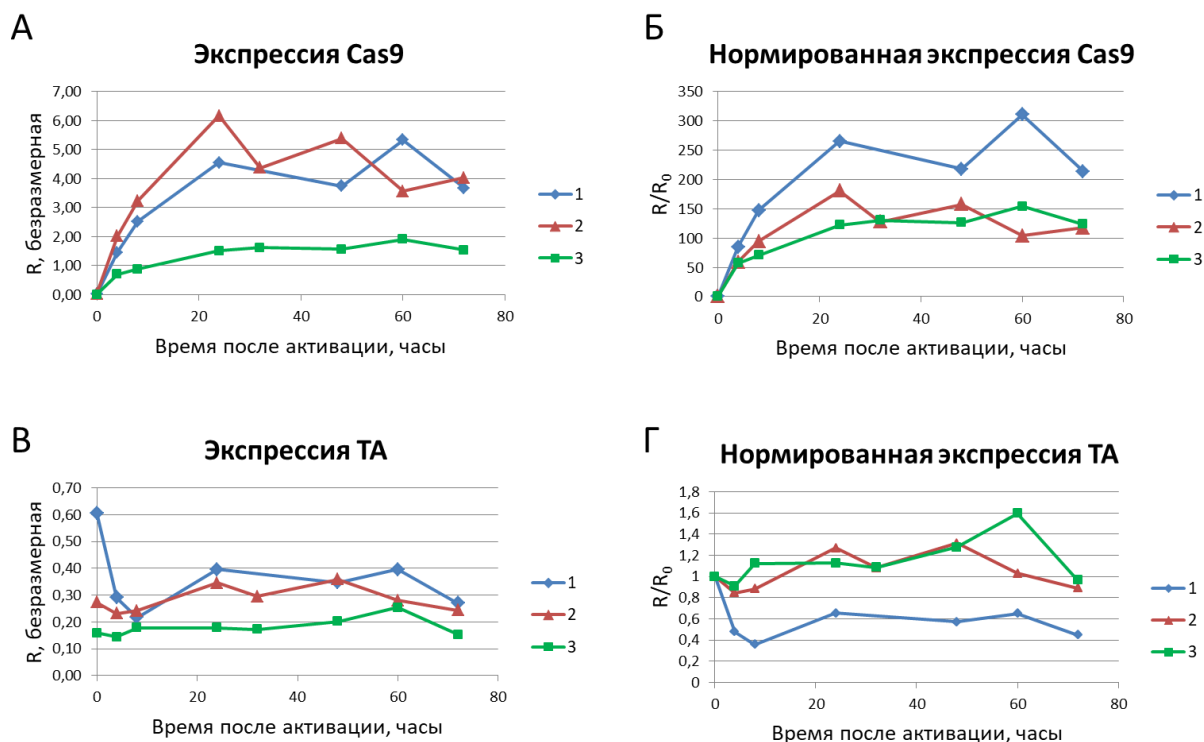 А
Экспрессия Cas9
R, безразмерная
7,00
6,00
5,00
4,00
3,00
2,00
1,00
0,00
0 20 40 60 80
Время после активации, часы
1
2
3
Б
Нормированная экспрессия Cas9
R/R₀
350
300
250
200
150
100
50
0
0 20 40 60 80
Время после активации, часы
1
2
3
В
Экспрессия ТА
R, безразмерная
0,70
0,60
0,50
0,40
0,30
0,20
0,10
0,00
0 20 40 60 80
Время после активации, часы
1
2
3
Г
Нормированная экспрессия ТА
R/R₀
1,8
1,6
1,4
1,2
1
0,8
0,6
0,4
0,2
0
0 20 40 60 80
Время после активации, часы
1
2
3